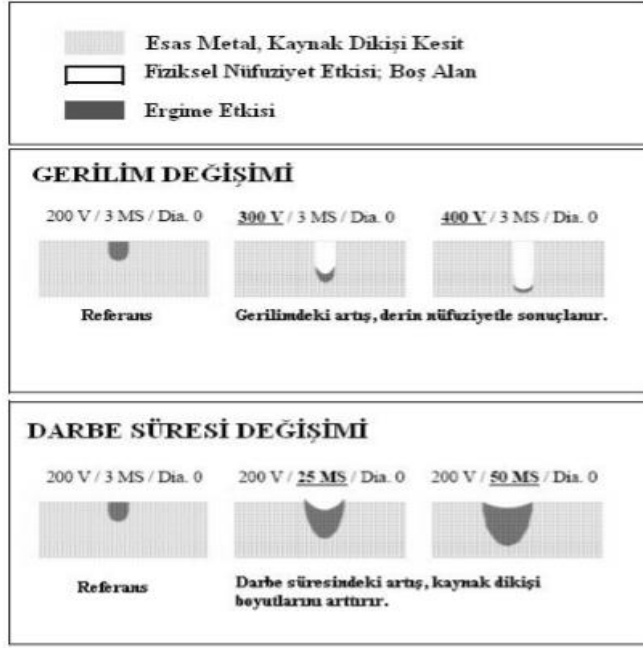 Esas Metal, Kaynak Dikişi Kesit
Fiziksel Nüfuziyet Etkisi; Boş Alan
Ergime Etkisi
GERİLİM DEĞİŞİMİ
200 V / 3 MS / Dia. 0 300 V / 3 MS / Dia. 0 400 V / 3 MS / Dia. 0
Referans Gerilimdeki artış, derin nüfuziyetle sonuçlanır.
DARBE SÜRESİ DEĞİŞİMİ
200 V / 3 MS / Dia. 0 200 V / 25 MS / Dia. 0 200 V / 50 MS / Dia. 0
Referans Darbe süresindeki artış, kaynak dikişi
boyutlarını arttırır.